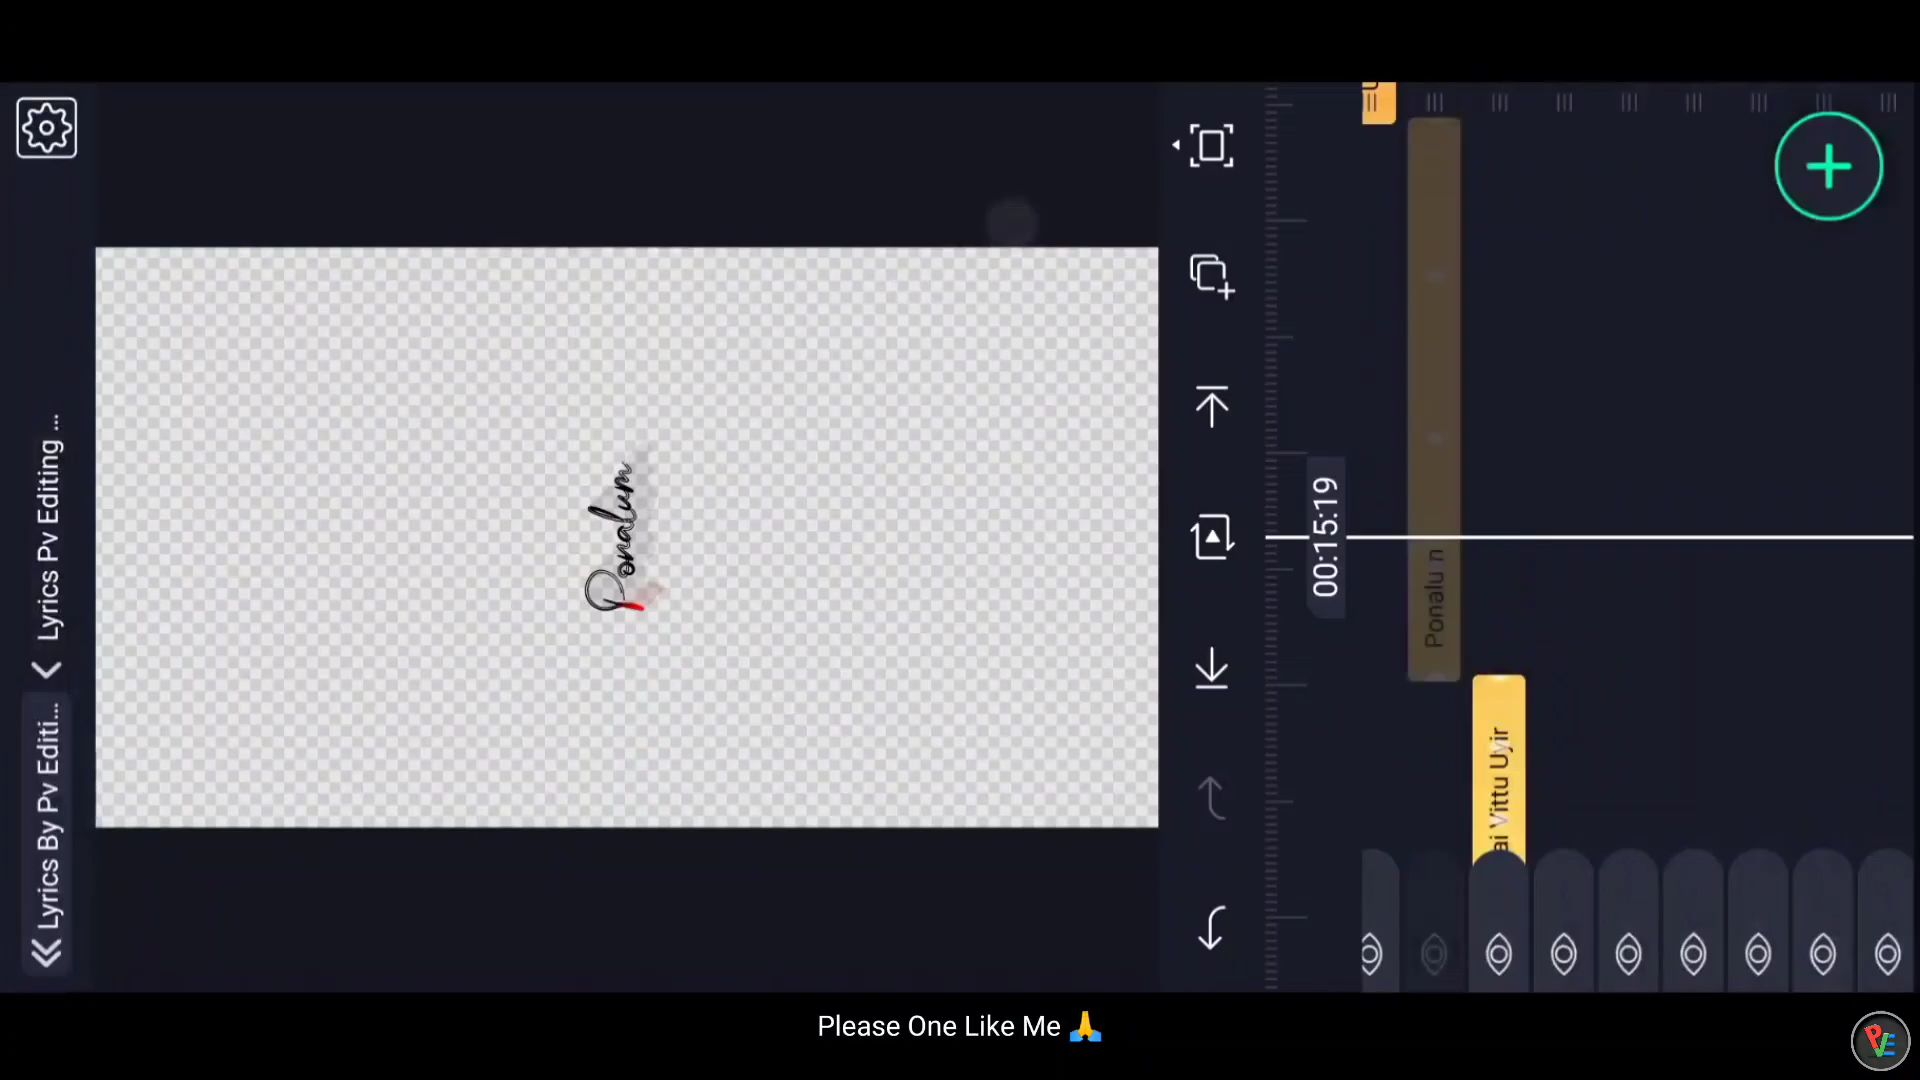 Lyrics By Pv Editi...
Lyrics Pv Editing ...
Ponalum
00:15:19
Ponalu n
ai Vittu Uyir
Please One Like Me 🙏
PVE